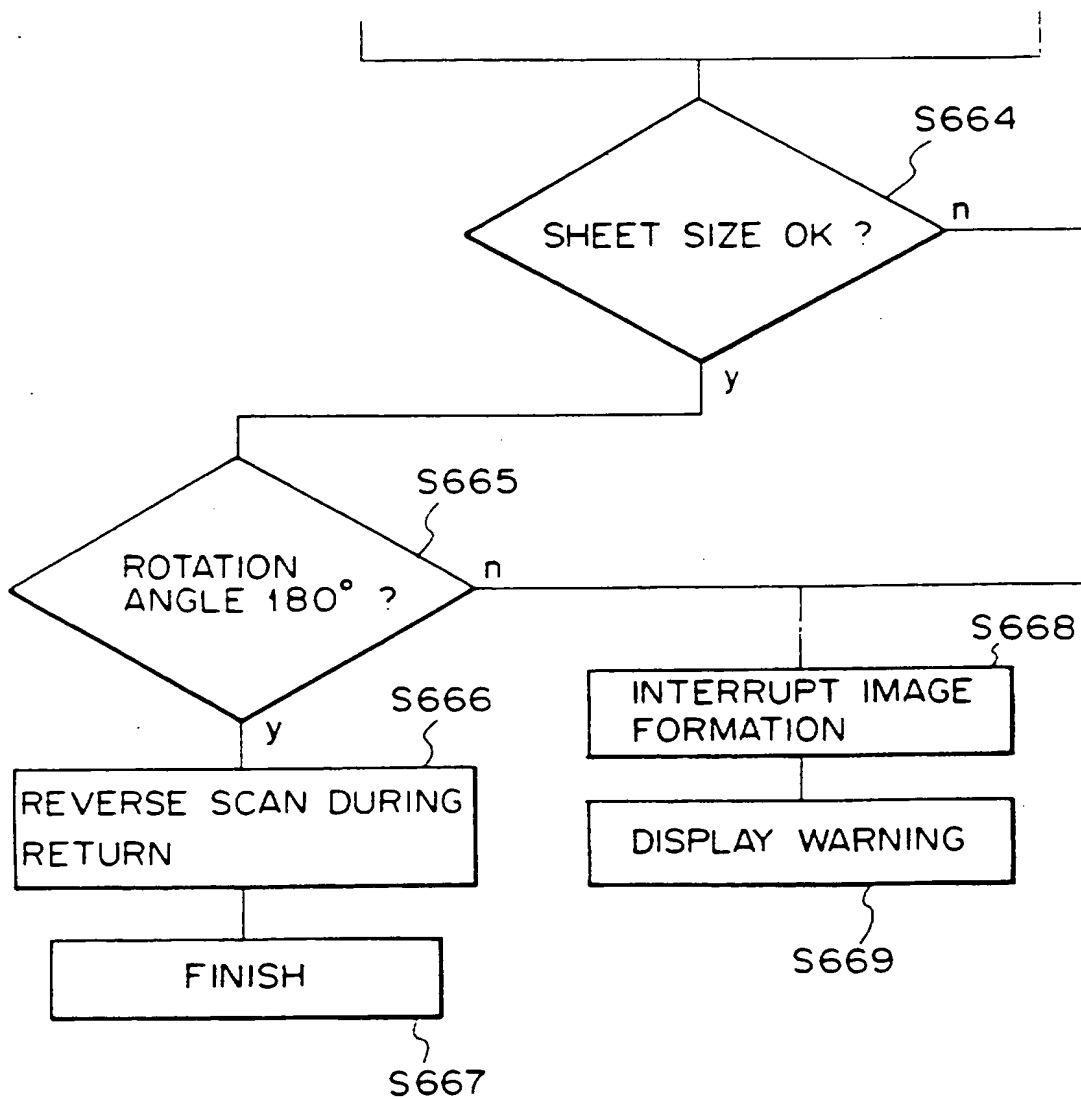 S664
SHEET SIZE OK ?
n
y
S665
ROTATION
ANGLE 180° ?
n
y
S668
INTERRUPT IMAGE
FORMATION
S666
REVERSE SCAN DURING
RETURN
DISPLAY WARNING
S669
FINISH
S667